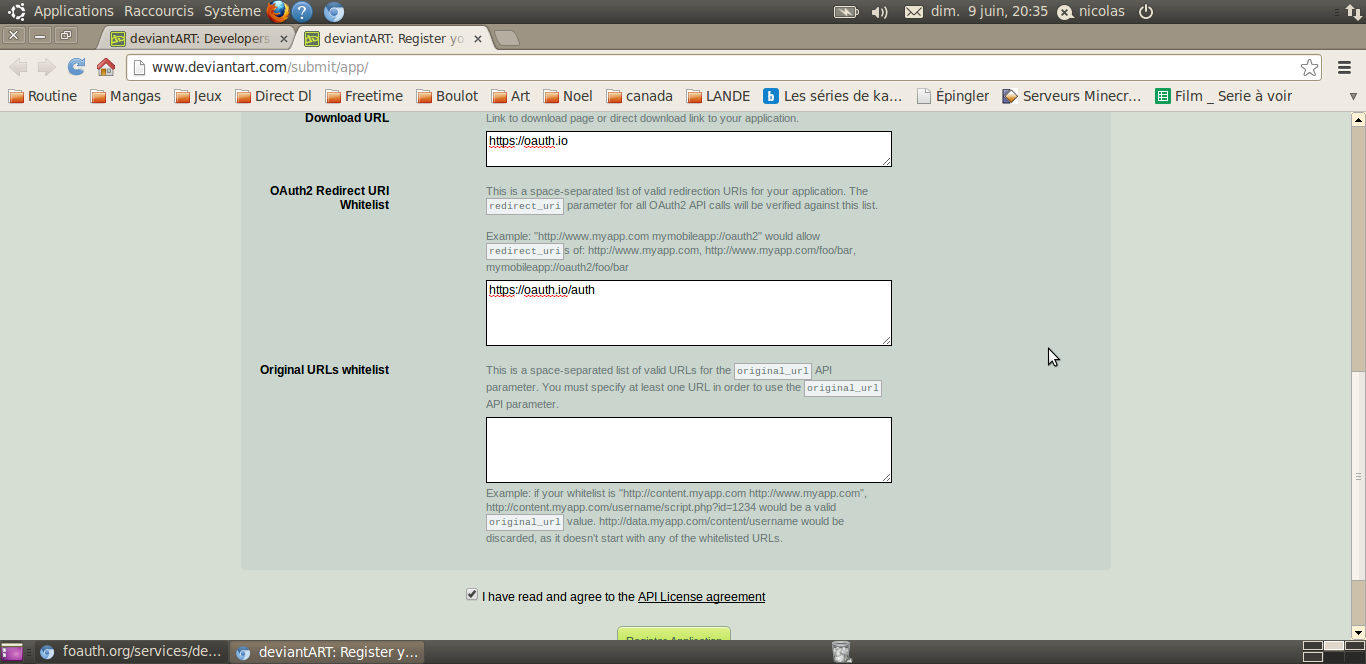 Applications Raccourcis Système dim. 9 juin, 20:35 nicolas
deviantART: Developers deviantART: Register yo
www.deviantart.com/submit/app/
Routine Mangas Jeux Direct Dl Freetime Boulot Art Noel canada LANDE Les séries de ka... Épingler Serveurs Minecr... Film _ Serie à voir
Download URL
Link to download page or direct download link to your application.
https://oauth.io
OAuth2 Redirect URI
Whitelist
This is a space-separated list of valid redirection URIs for your application. The
redirect_uri parameter for all OAuth2 API calls will be verified against this list.
Example: "http://www.myapp.com mymobileapp://oauth2" would allow
redirect_uris of: http://www.myapp.com, http://www.myapp.com/foo/bar,
mymobileapp://oauth2/foo/bar
https://oauth.io/auth
Original URLs whitelist
This is a space-separated list of valid URLs for the original_url API
parameter. You must specify at least one URL in order to use the original_url
API parameter.
Example: if your whitelist is "http://content.myapp.com http://www.myapp.com",
http://content.myapp.com/username/script.php?id=1234 would be a valid
original_url value. http://data.myapp.com/content/username would be
discarded, as it doesn't start with any of the whitelisted URLs.
I have read and agree to the API License agreement
Register Application
foauth.org/services/de... deviantART: Register y...